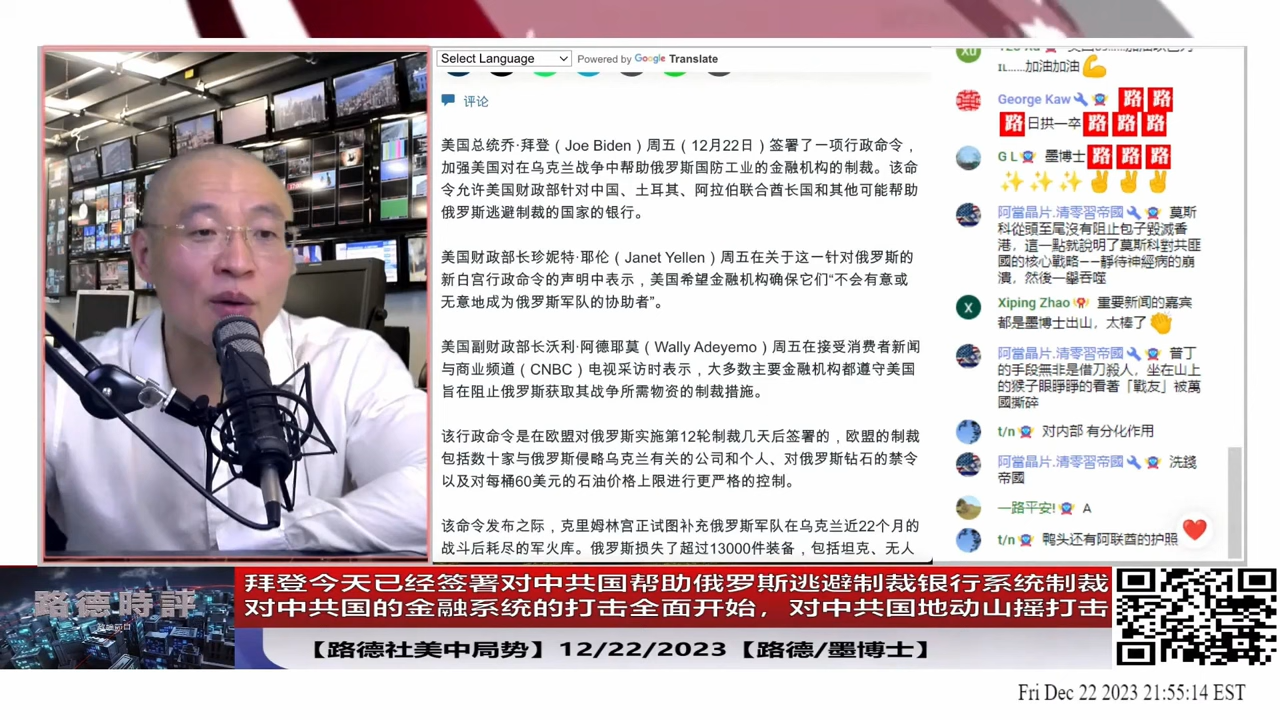 Select Language
Powered by Google Translate
评论
美国总统乔·拜登（Joe Biden）周五（12月22日）签署了一项行政命令，
加强美国对在乌克兰战争中帮助俄罗斯国防工业的金融机构的制裁。该命
令允许美国财政部针对中国、土耳其、阿拉伯联合酋长国和其他可能帮助
俄罗斯逃避制裁的国家的银行。
美国财政部长珍妮特·耶伦（Janet Yellen）周五在关于这一针对俄罗斯的
新白宫行政命令的声明中表示，美国希望金融机构确保它们“不会有意或
无意地成为俄罗斯军队的协助者”。
美国副财政部长沃利·阿德耶莫（Wally Adeyemo）周五在接受消费者新闻
与商业频道（CNBC）电视采访时表示，大多数主要金融机构都遵守美国
旨在阻止俄罗斯获取其战争所需物资的制裁措施。
该行政命令是在欧盟对俄罗斯实施第12轮制裁几天后签署的，欧盟的制裁
包括数十家与俄罗斯侵略乌克兰有关的公司和个人、对俄罗斯钻石的禁令
以及对每桶60美元的石油价格上限进行更严格的控制。
该命令发布之际，克里姆林宫正试图补充俄罗斯军队在乌克兰近22个月的
战斗后耗尽的军火库。俄罗斯损失了超过13000件装备，包括坦克、无人
IL......加油加油💪
George Kaw 路路
路日拱一卒路路路
G L 墨博士路路路
✨✨✨✌✌✌
阿當晶片.清零習帝國 莫斯
科從頭至尾沒有阻止包子毀滅香
港，這一點就說明了莫斯科對共匪
國的核心戰略——靜待神經病的崩
潰，然後一舉吞噬
X
Xiping Zhao 重要新闻的嘉宾
都是墨博士出山，太棒了👏
阿當晶片.清零習帝國 普丁
的手段無非是借刀殺人，坐在山上
的猴子眼睜睜的看著「戰友」被萬
國撕碎
t/n 对内部 有分化作用
阿當晶片.清零習帝國 洗錢
帝國
一路平安! A
t/n 鸭头还有阿联酋的护照
路德時評
拜登今天已经签署对中共国帮助俄罗斯逃避制裁银行系统制裁
对中共国的金融系统的打击全面开始，对中共国地动山摇打击
【路德社美中局势】12/22/2023【路德/墨博士】
Fri Dec 22 2023 21:55:14 EST